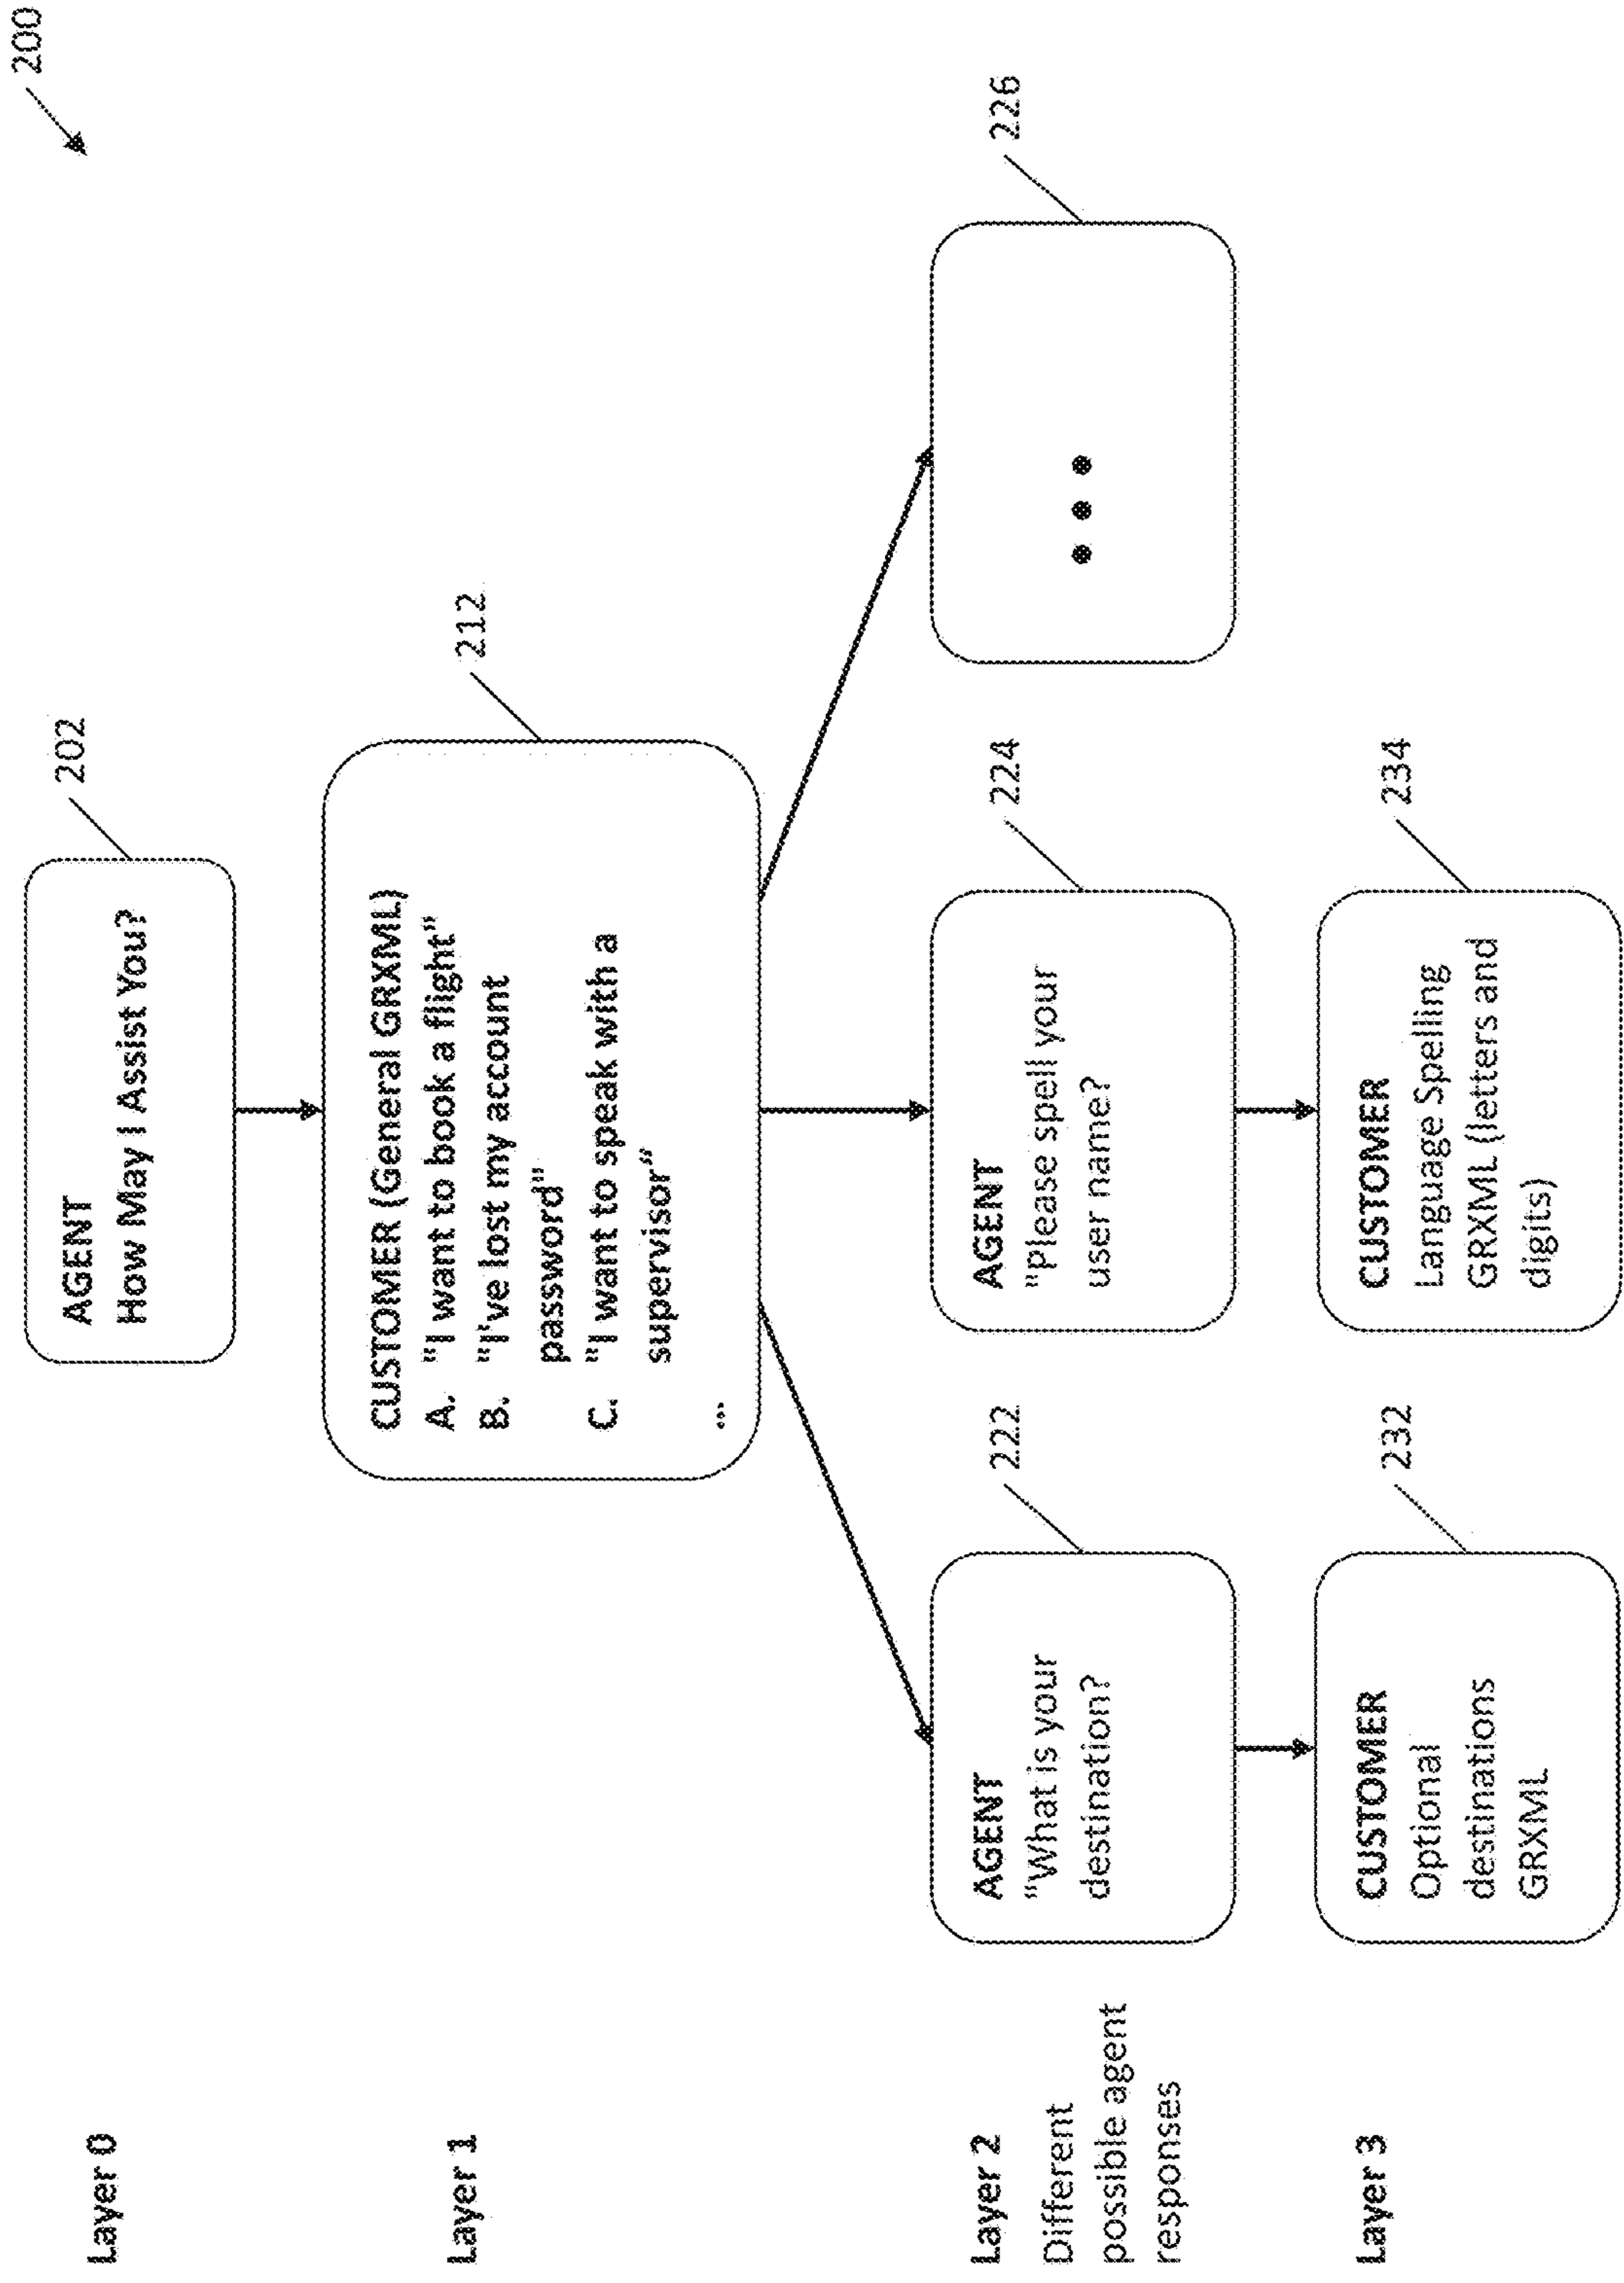 200
Layer 0
AGENT
How May I Assist You?
202
Layer 1
CUSTOMER (General GRXML)
A. "I want to book a flight"
B. "I've lost my account
password"
C. "I want to speak with a
supervisor"
...
212
Layer 2
Different
possible agent
responses
AGENT
"What is your
destination?
222
AGENT
"Please spell your
user name?
224
• • •
226
Layer 3
CUSTOMER
Optional
destinations
GRXML
232
CUSTOMER
Language Spelling
GRXML (letters and
digits)
234